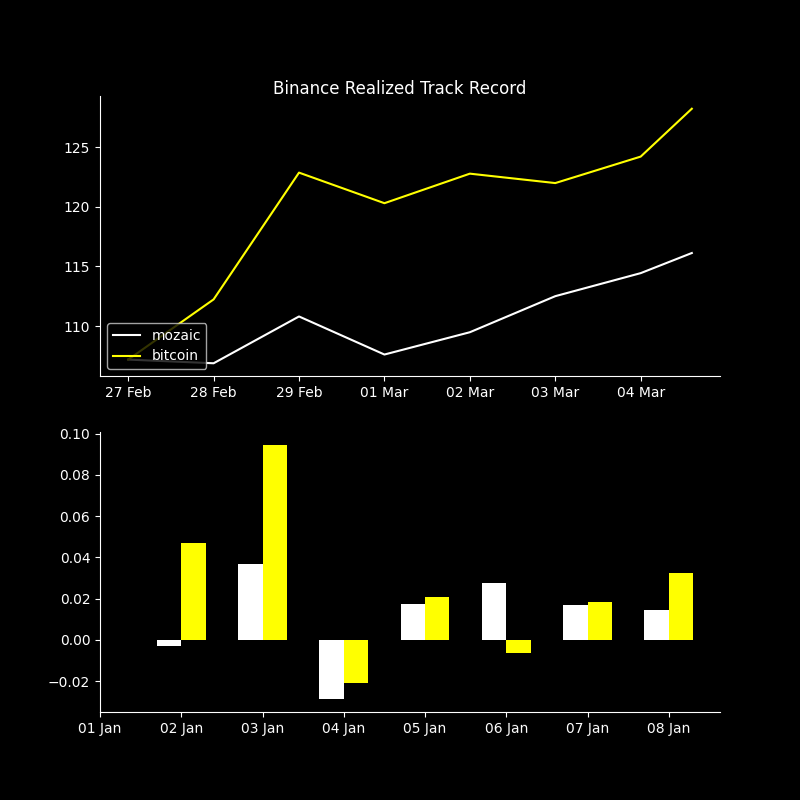 Binance Realized Track Record
125
120
115
110
mozaic
bitcoin
27 Feb 28 Feb 29 Feb 01 Mar 02 Mar 03 Mar 04 Mar
0.10
0.08
0.06
0.04
0.02
0.00
−0.02
01 Jan 02 Jan 03 Jan 04 Jan 05 Jan 06 Jan 07 Jan 08 Jan